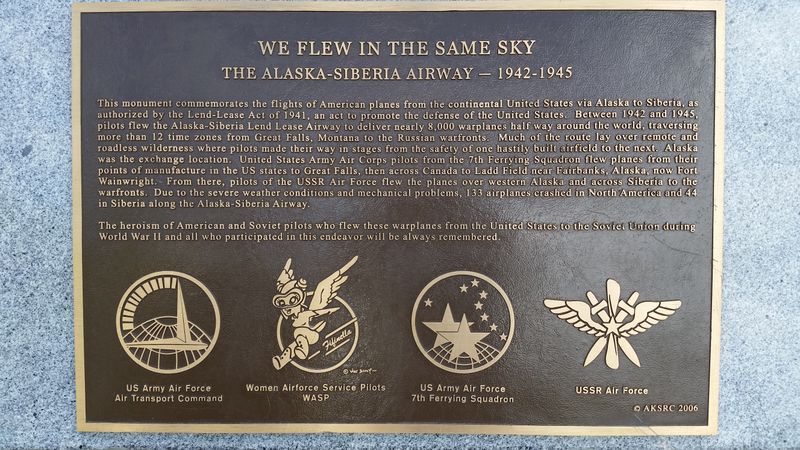 WE FLEW IN THE SAME SKY
THE ALASKA-SIBERIA AIRWAY — 1942-1945
This monument commemorates the flights of American planes from the continental United States via Alaska to Siberia, as
authorized by the Lend-Lease Act of 1941, an act to promote the defense of the United States. Between 1942 and 1945,
pilots flew the Alaska-Siberia Lend Lease Airway to deliver nearly 8,000 warplanes half way around the world, traversing
more than 12 time zones from Great Falls, Montana to the Russian warfronts. Much of the route lay over remote and
roadless wilderness where pilots made their way in stages from the safety of one hastily built airfield to the next. Alaska
was the exchange location. United States Army Air Corps pilots from the 7th Ferrying Squadron flew planes from their
points of manufacture in the US states to Great Falls, then across Canada to Ladd Field near Fairbanks, Alaska, now Fort
Wainwright. From there, pilots of the USSR Air Force flew the planes over western Alaska and across Siberia to the
warfronts. Due to the severe weather conditions and mechanical problems, 133 airplanes crashed in North America and 44
in Siberia along the Alaska-Siberia Airway.
The heroism of American and Soviet pilots who flew these warplanes from the United States to the Soviet Union during
World War II and all who participated in this endeavor will be always remembered.
Fifinella
US Army Air Force
Air Transport Command
Women Airforce Service Pilots
WASP
US Army Air Force
7th Ferrying Squadron
USSR Air Force
© AKSRC 2006